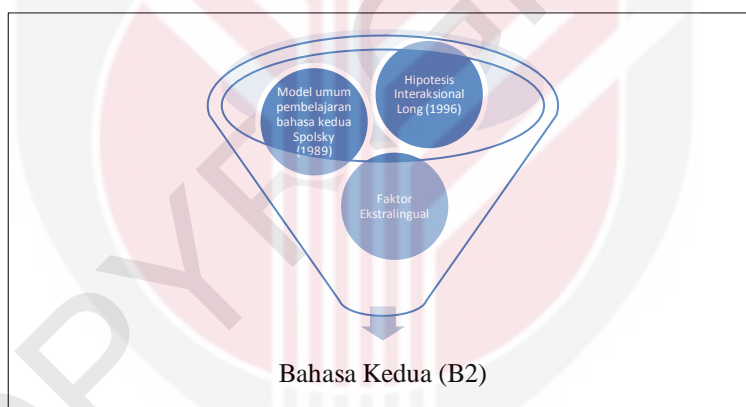 Model umum
pembelajaran
bahasa kedua
Spolsky
(1989)
Hipotesis
Interaksional
Long (1996)
Faktor
Ekstralingual
Bahasa Kedua (B2)